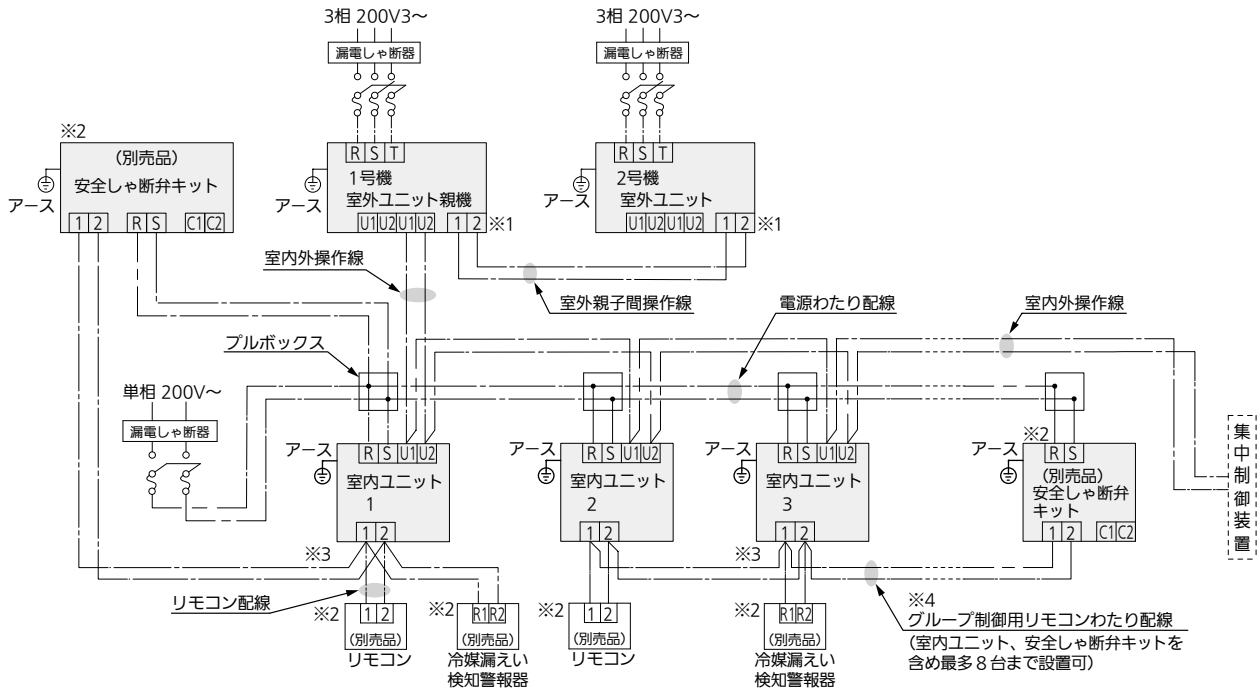 3相 200V3～
3相 200V3～
漏電しゃ断器
漏電しゃ断器
※2
(別売品)
安全しゃ断弁キット
アース
1 2 R S C1 C2
R S T
1号機
室外ユニット親機
アース
U1 U2 U1 U2 1 2 ※1
R S T
2号機
室外ユニット
アース
U1 U2 U1 U2 1 2 ※1
室内外操作線
室外親子間操作線
電源わたり配線
室内外操作線
プルボックス
単相 200V～
漏電しゃ断器
アース
R S U1 U2
室内ユニット
1
1 2
アース
R S U1 U2
室内ユニット
2
1 2
アース
R S U1 U2
室内ユニット
3
1 2
アース
※2
R S
(別売品)
安全しゃ断弁
キット
1 2 C1 C2
集中制御装置
※3
※3
リモコン配線
※2
1 2
(別売品)
リモコン
※2
R1 R2
(別売品)
冷媒漏えい
検知警報器
※2
1 2
(別売品)
リモコン
※2
R1 R2
(別売品)
冷媒漏えい
検知警報器
※4
グループ制御用リモコンわたり配線
(室内ユニット、安全しゃ断弁キットを
含め最多8台まで設置可)